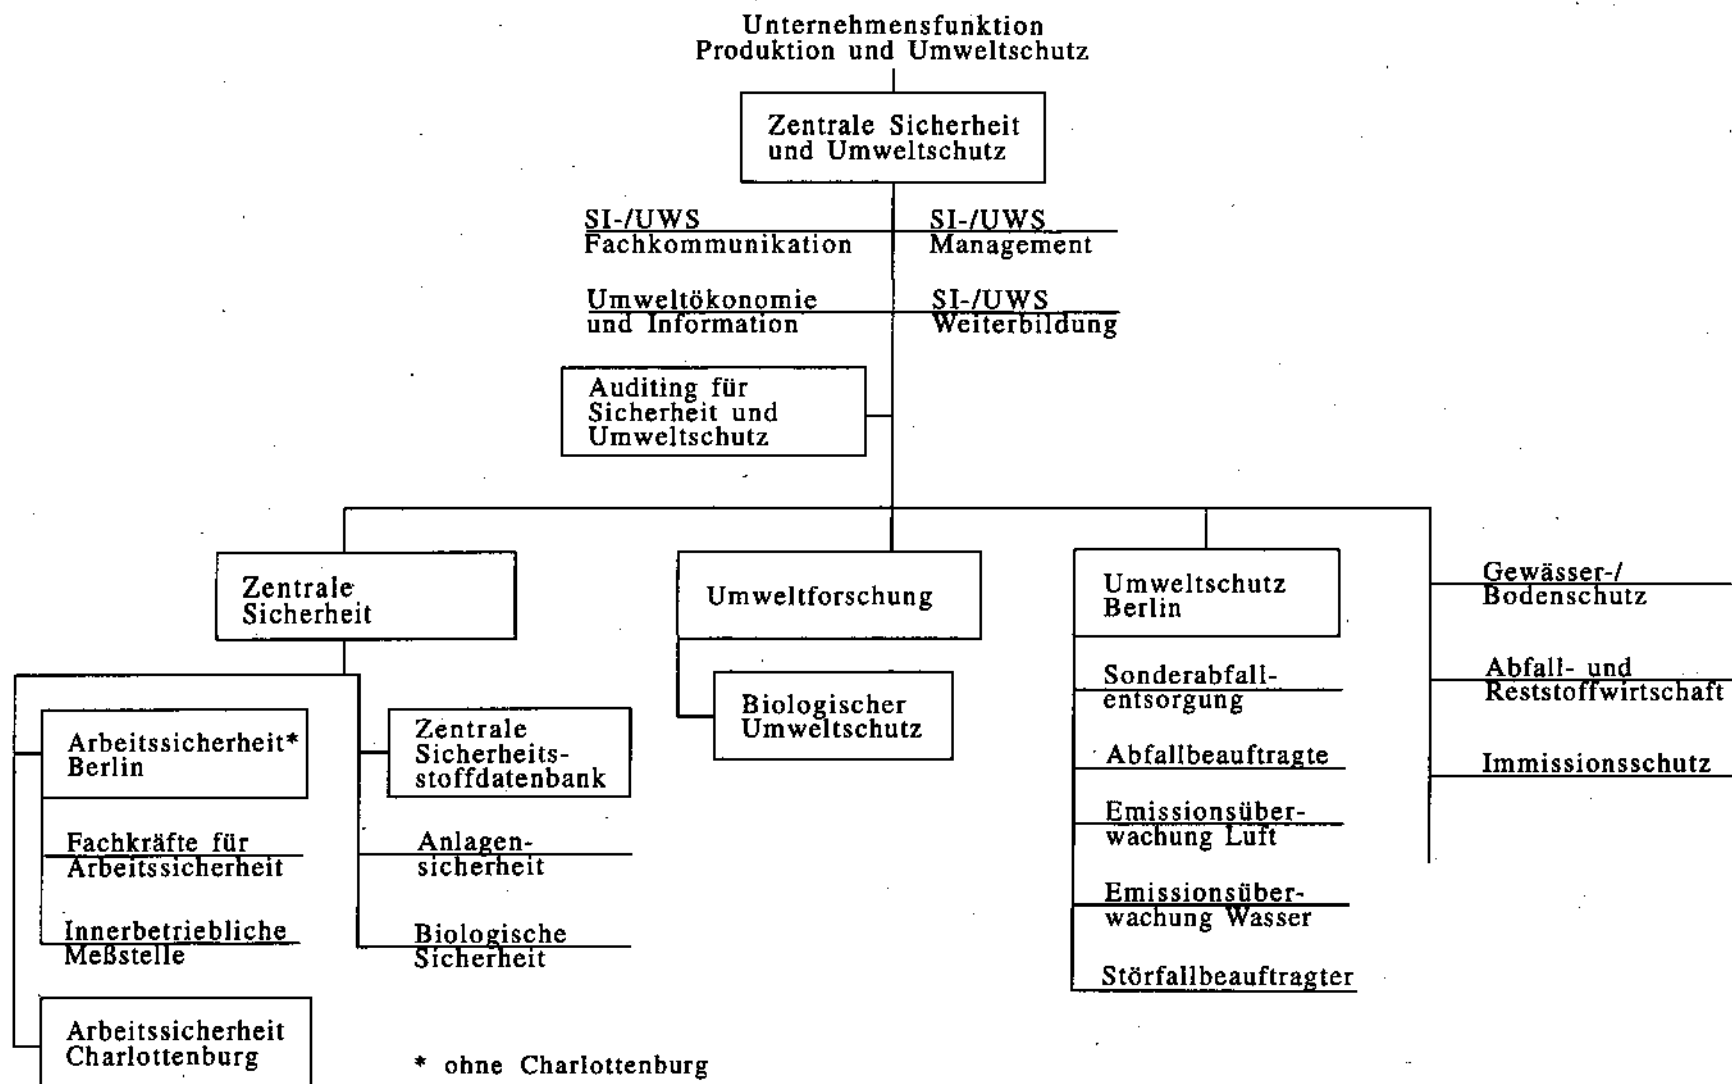 Unternehmensfunktion
Produktion und Umweltschutz
Zentrale Sicherheit
und Umweltschutz
SI-/UWS
Fachkommunikation
SI-/UWS
Management
Umweltökonomie
und Information
SI-/UWS
Weiterbildung
Auditing für
Sicherheit und
Umweltschutz
Zentrale
Sicherheit
Arbeitssicherheit*
Berlin
Fachkräfte für
Arbeitssicherheit
Innerbetriebliche
Meßstelle
Arbeitssicherheit
Charlottenburg
Zentrale
Sicherheits-
stoffdatenbank
Anlagen-
sicherheit
Biologische
Sicherheit
Umweltforschung
Biologischer
Umweltschutz
Umweltschutz
Berlin
Sonderabfall-
entsorgung
Abfallbeauftragte
Emissionsüber-
wachung Luft
Emissionsüber-
wachung Wasser
Störfallbeauftragter
Gewässer-/
Bodenschutz
Abfall- und
Reststoffwirtschaft
Immissionsschutz
* ohne Charlottenburg